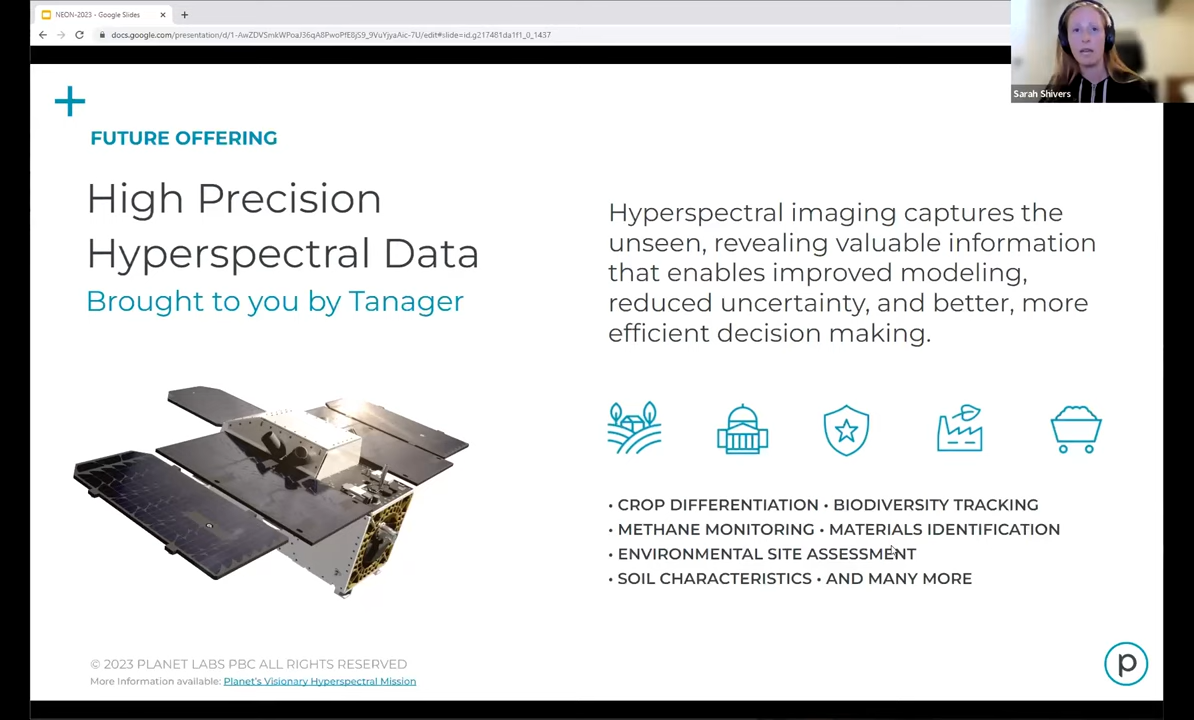 NEON-2023 - Google Slides
docs.google.com/presentation/d/1-AwZDVSmkWPoaJ36qA8PwoPfE8jS9_9VuYjyaAic-7U/edit#slide=id.g217481da1f1_0_1437
Sarah Shivers
FUTURE OFFERING
High Precision
Hyperspectral Data
Brought to you by Tanager
Hyperspectral imaging captures the
unseen, revealing valuable information
that enables improved modeling,
reduced uncertainty, and better, more
efficient decision making.
• CROP DIFFERENTIATION • BIODIVERSITY TRACKING
• METHANE MONITORING • MATERIALS IDENTIFICATION
• ENVIRONMENTAL SITE ASSESSMENT
• SOIL CHARACTERISTICS • AND MANY MORE
© 2023 PLANET LABS PBC ALL RIGHTS RESERVED
More Information available: Planet's Visionary Hyperspectral Mission
p